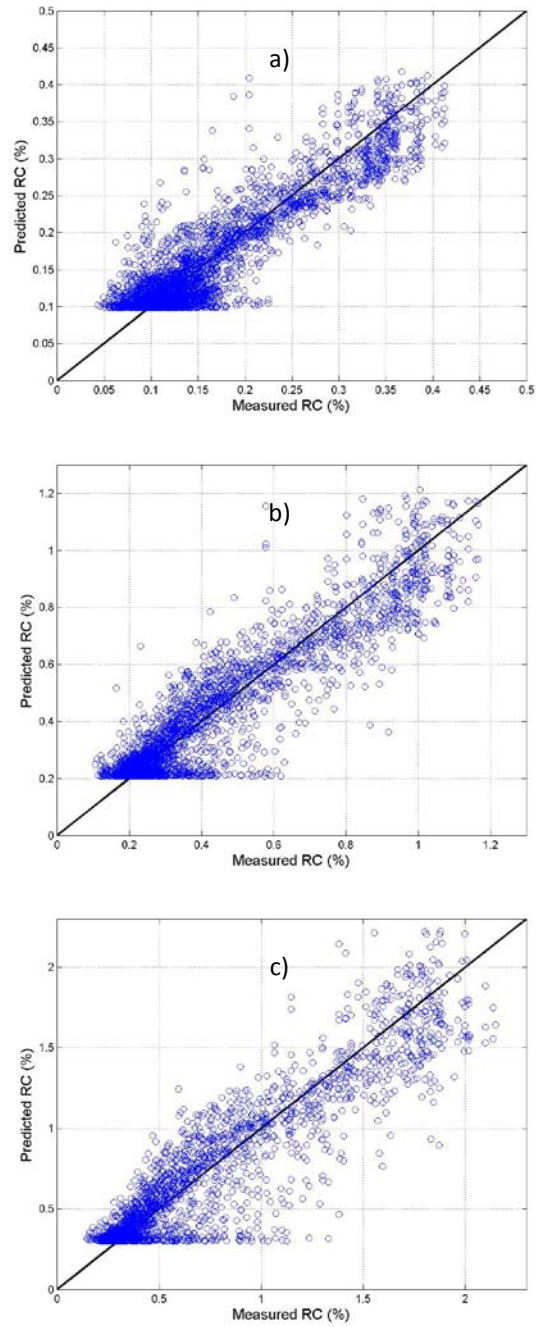 a)
0.5
0.45
0.4
0.35
0.3
0.25
0.2
0.15
0.1
0.05
0
Predicted RC (%)
0 0.05 0.1 0.15 0.2 0.25 0.3 0.35 0.4 0.45 0.5
Measured RC (%)
b)
1.2
1
0.8
0.6
0.4
0.2
0
Predicted RC (%)
0 0.2 0.4 0.6 0.8 1 1.2
Measured RC (%)
c)
2
1.5
1
0.5
0
Predicted RC (%)
0 0.5 1 1.5 2
Measured RC (%)